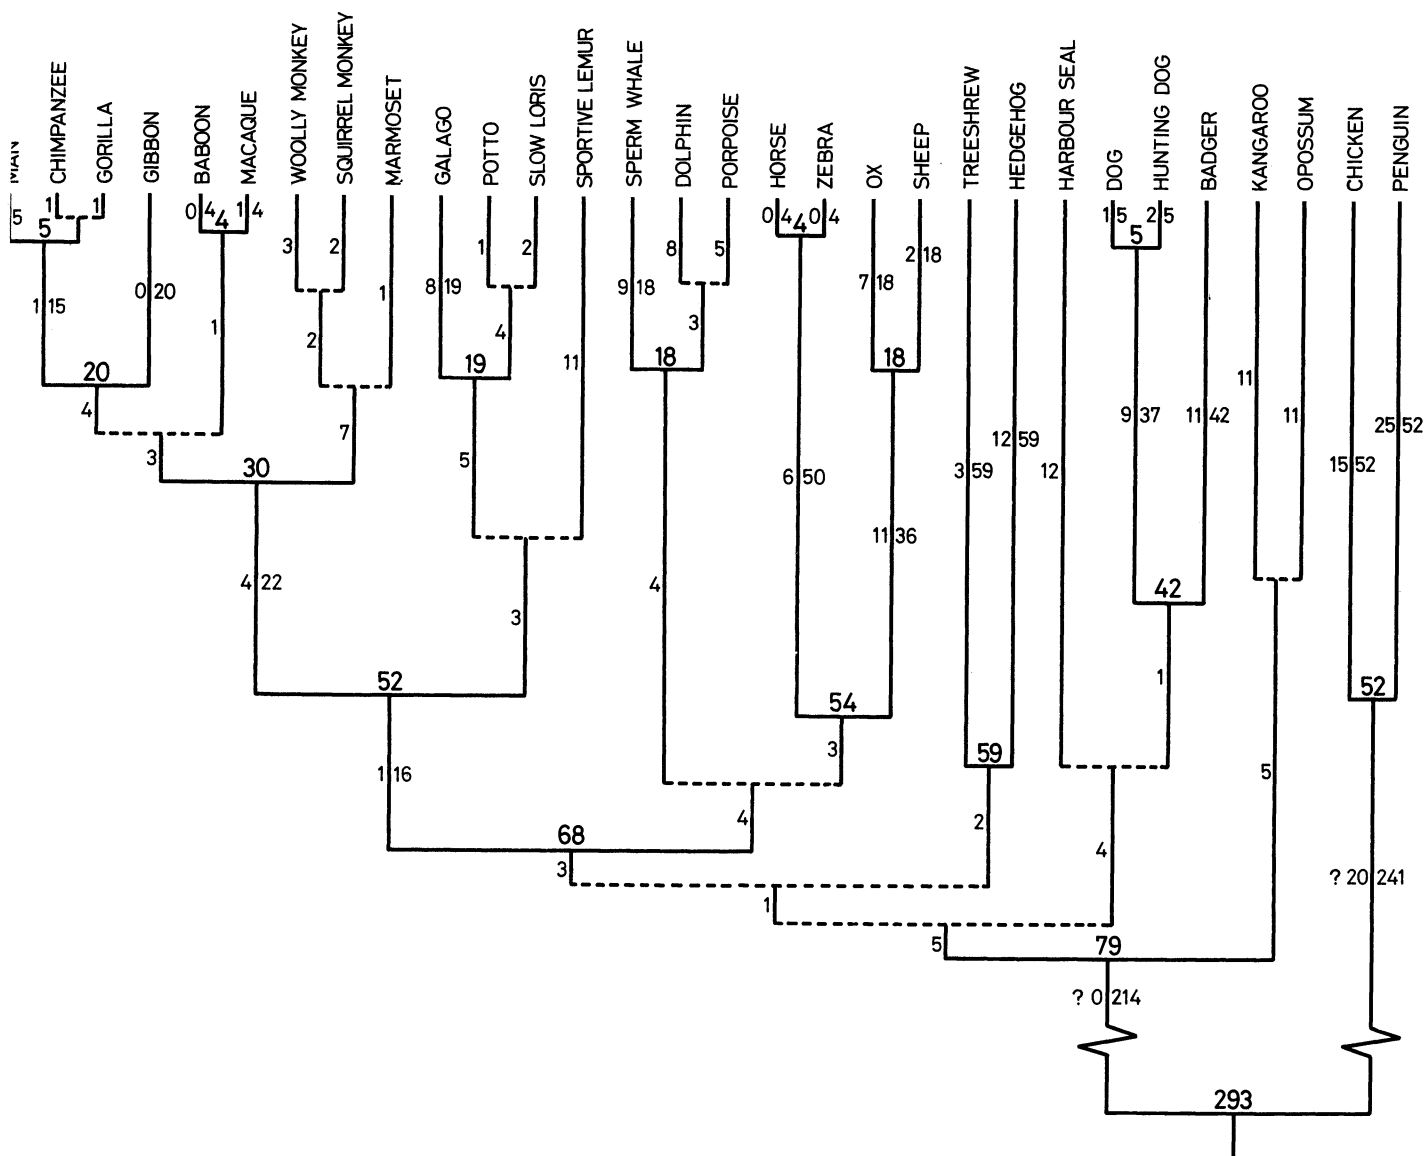 MAN
CHIMPANZEE
GORILLA
GIBBON
BABOON
MACAQUE
WOOLLY MONKEY
SQUIRREL MONKEY
MARMOSET
GALAGO
POTTO
SLOW LORIS
SPORTIVE LEMUR
SPERM WHALE
DOLPHIN
PORPOISE
HORSE
ZEBRA
OX
SHEEP
TREESHREW
HEDGEHOG
HARBOUR SEAL
DOG
HUNTING DOG
BADGER
KANGAROO
OPOSSUM
CHICKEN
PENGUIN
5 1 1 0 4 1 4 0 4 0 4 1 5 2 5
5 4 4 5
3 2 8 19 1 2 9 18 8 5 7 18 2 18
1 15 0 20 1 2 1 4 3
20 19 11 18 18
4 7 9 37 11 42 11 11 25 52
3 30 5 6 50 3 59 12 59 12 15 52
11 36
4 22 3 4 42
52 54 1 52
1 16 3 59 5
68 4 2 4
3 ? 20 241
1
5 79
? 0 214
293